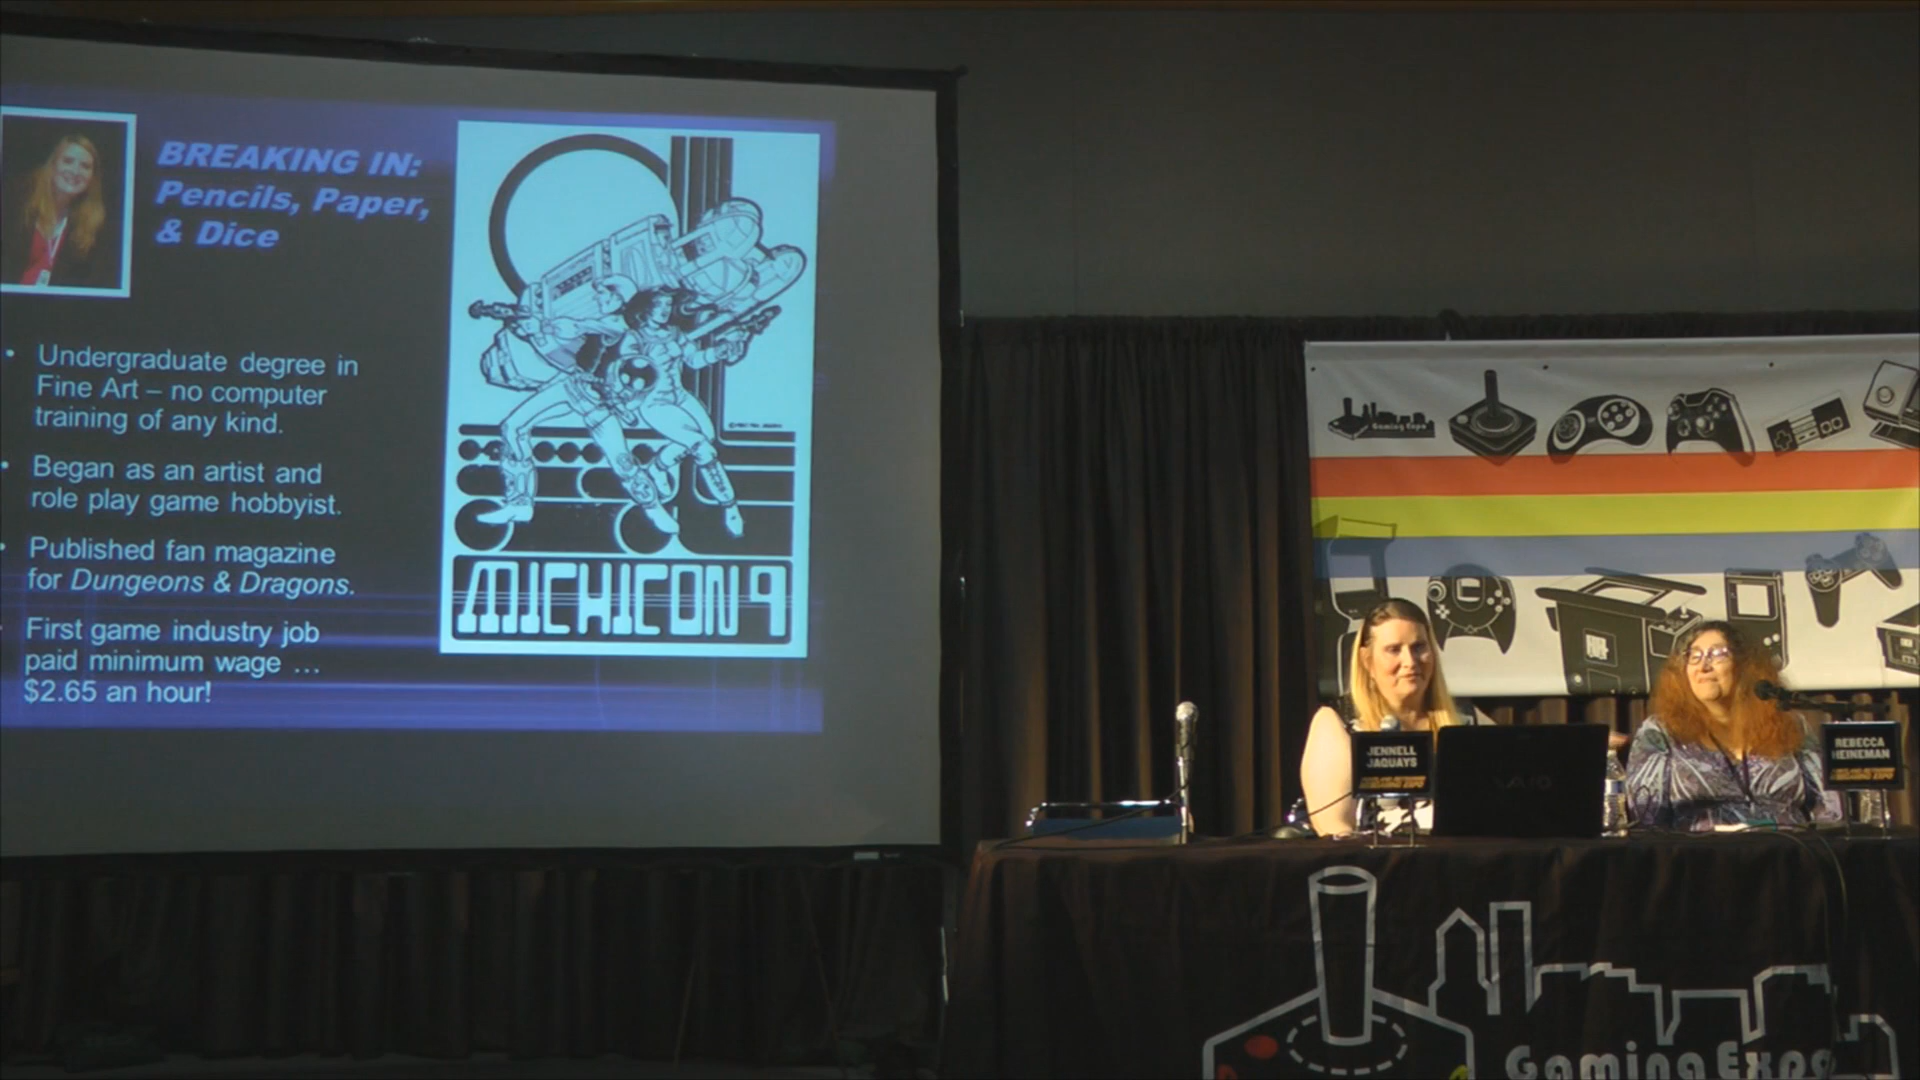 BREAKING IN:
Pencils, Paper,
& Dice
• Undergraduate degree in
Fine Art – no computer
training of any kind.
• Began as an artist and
role play game hobbyist.
• Published fan magazine
for Dungeons & Dragons.
First game industry job
paid minimum wage …
$2.65 an hour!
MICHICON 9
Gaming Expo
JENNELL
JAQUAYS
REBECCA
HEINEMAN
VAIO
Gaming Expo